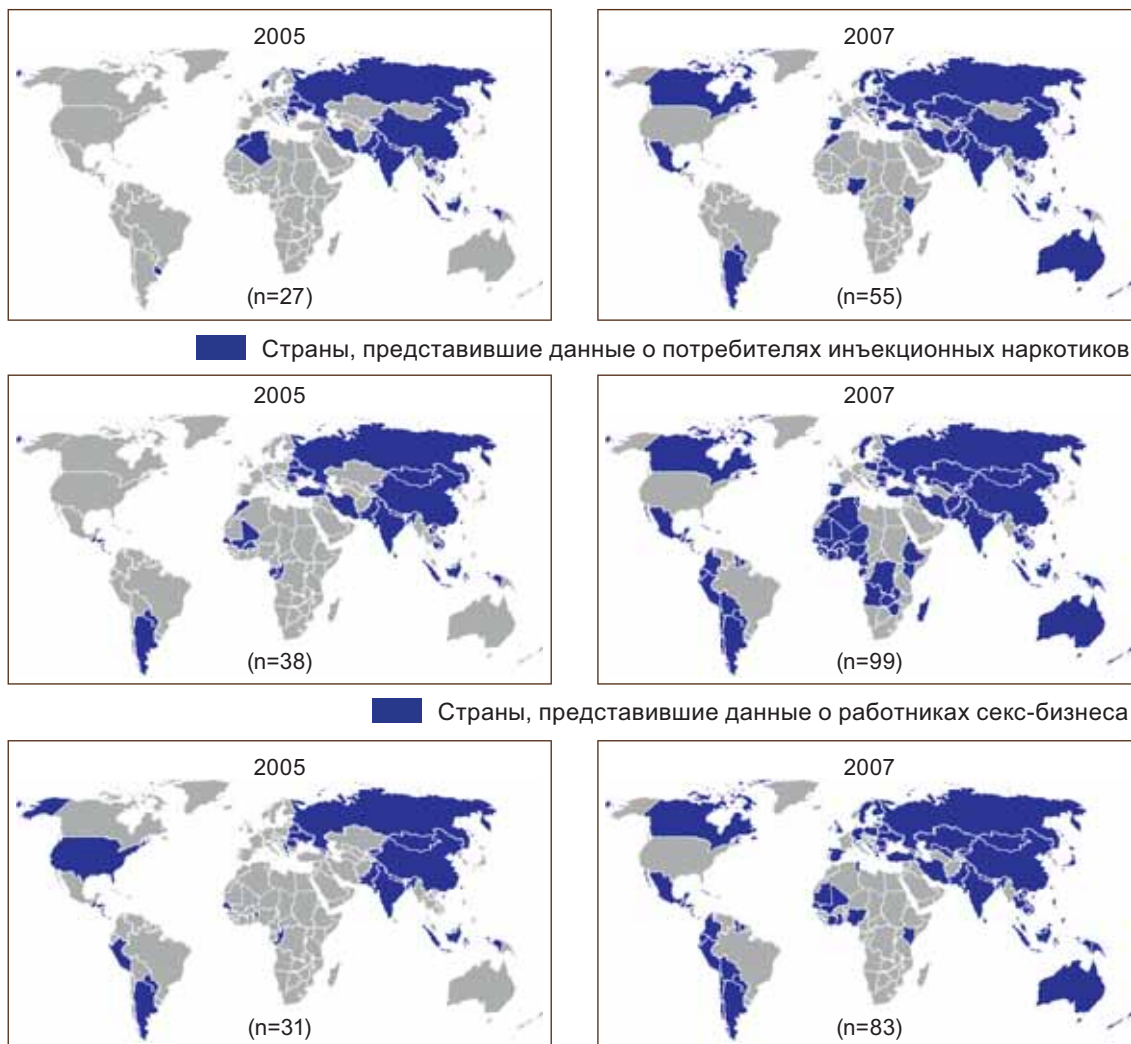 2005 2007
(n=27) (n=55)
Страны, представившие данные о потребителях инъекционных наркотиков
2005 2007
(n=38) (n=99)
Страны, представившие данные о работниках секс-бизнеса
2005 2007
(n=31) (n=83)